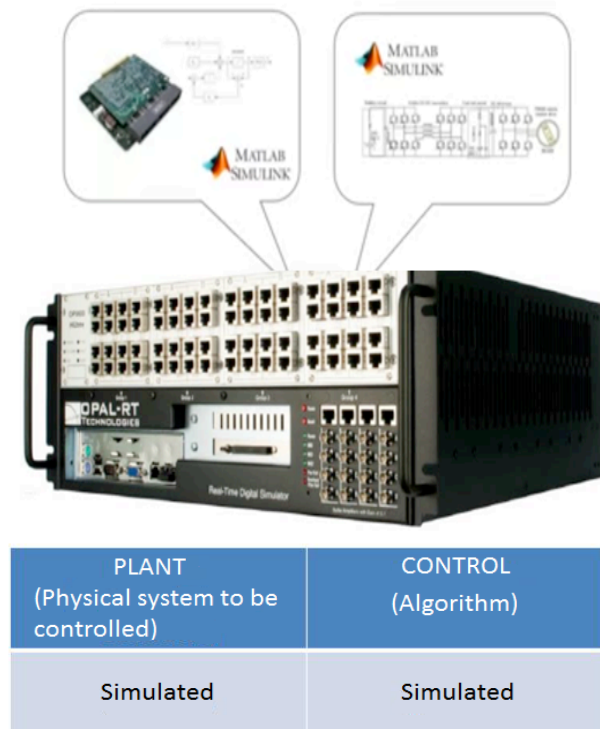 MATLAB
SIMULINK
MATLAB
SIMULINK
OPAL-RT
TECHNOLOGIES
Real-Time Digital Simulator
PLANT
(Physical system to be
controlled)
CONTROL
(Algorithm)
Simulated
Simulated